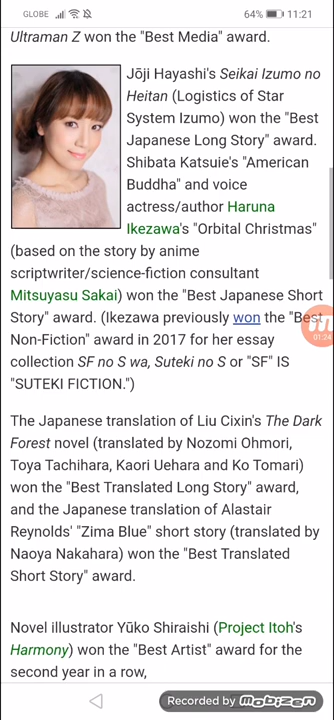 GLOBE 64% 11:21
Ultraman Z won the "Best Media" award.
Jōji Hayashi's Seikai Izumo no
Heitan (Logistics of Star
System Izumo) won the "Best
Japanese Long Story" award.
Shibata Katsuie's "American
Buddha" and voice
actress/author Haruna
Ikezawa's "Orbital Christmas"
(based on the story by anime
scriptwriter/science-fiction consultant
Mitsuyasu Sakai) won the "Best Japanese Short
Story" award. (Ikezawa previously won the "Best
Non-Fiction" award in 2017 for her essay
01:24
collection SF no S wa, Suteki no S or "SF" IS
"SUTEKI FICTION.")
The Japanese translation of Liu Cixin's The Dark
Forest novel (translated by Nozomi Ohmori,
Toya Tachihara, Kaori Uehara and Ko Tomari)
won the "Best Translated Long Story" award,
and the Japanese translation of Alastair
Reynolds' "Zima Blue" short story (translated by
Naoya Nakahara) won the "Best Translated
Short Story" award.
Novel illustrator Yūko Shiraishi (Project Itoh's
Harmony) won the "Best Artist" award for the
second year in a row,
Recorded by Mobizen